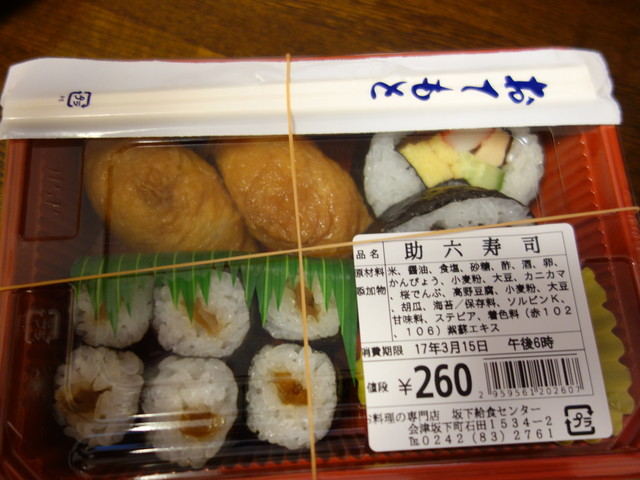 おてもと
プラ
品名 助六寿司
原材料 米、醤油、食塩、砂糖、酢、酒、卵、
添加物 かんぴょう、小麦粉、大豆、カニカマ
、桜でんぶ、高野豆腐、小麦粉、大豆
、胡瓜、海苔／保存料、ソルビンK、
甘味料、ステビア、着色料（赤102
、106）紫蘇エキス
消費期限 17年3月15日 午後6時
値段 ¥260
2959561202607
お料理の専門店 坂下給食センター
会津坂下町石田1534-2
℡0242（83）2761
プラ